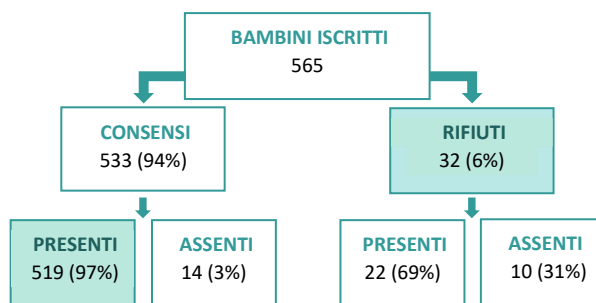 BAMBINI ISCRITTI
565
CONSENSI
533 (94%)
RIFIUTI
32 (6%)
PRESENTI
519 (97%)
ASSENTI
14 (3%)
PRESENTI
22 (69%)
ASSENTI
10 (31%)